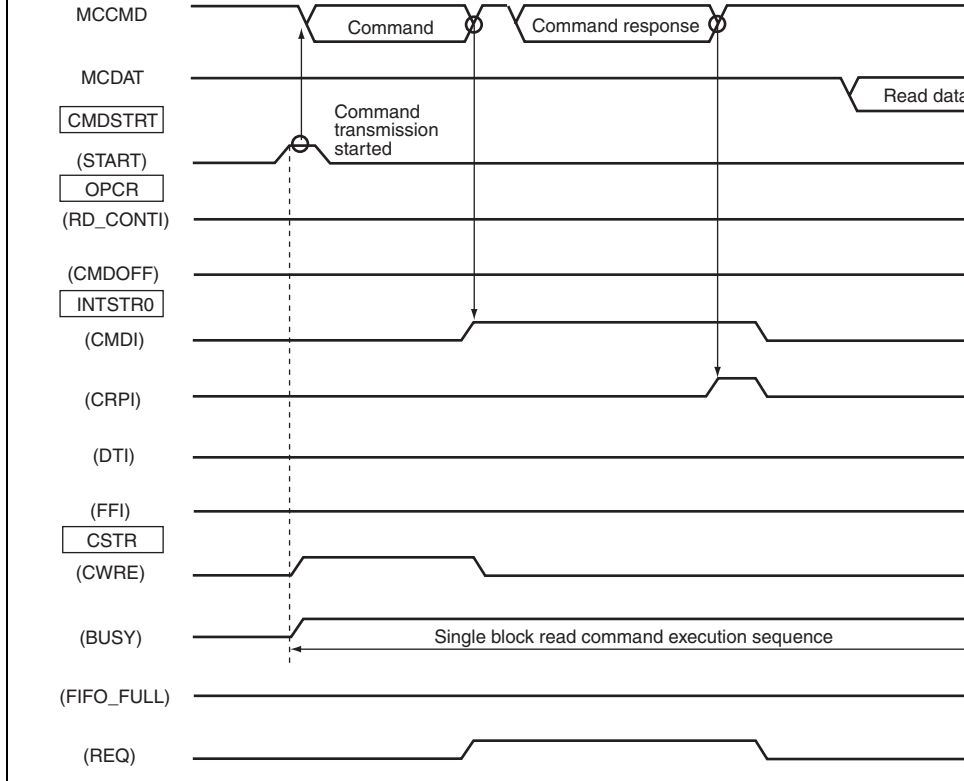 MCCMD
Command
Command response
MCDAT
Read data
CMDSTRT
Command
transmission
started
(START)
OPCR
(RD_CONTI)
(CMDOFF)
INTSTR0
(CMDI)
(CRPI)
(DTI)
(FFI)
CSTR
(CWRE)
(BUSY)
Single block read command execution sequence
(FIFO_FULL)
(REQ)